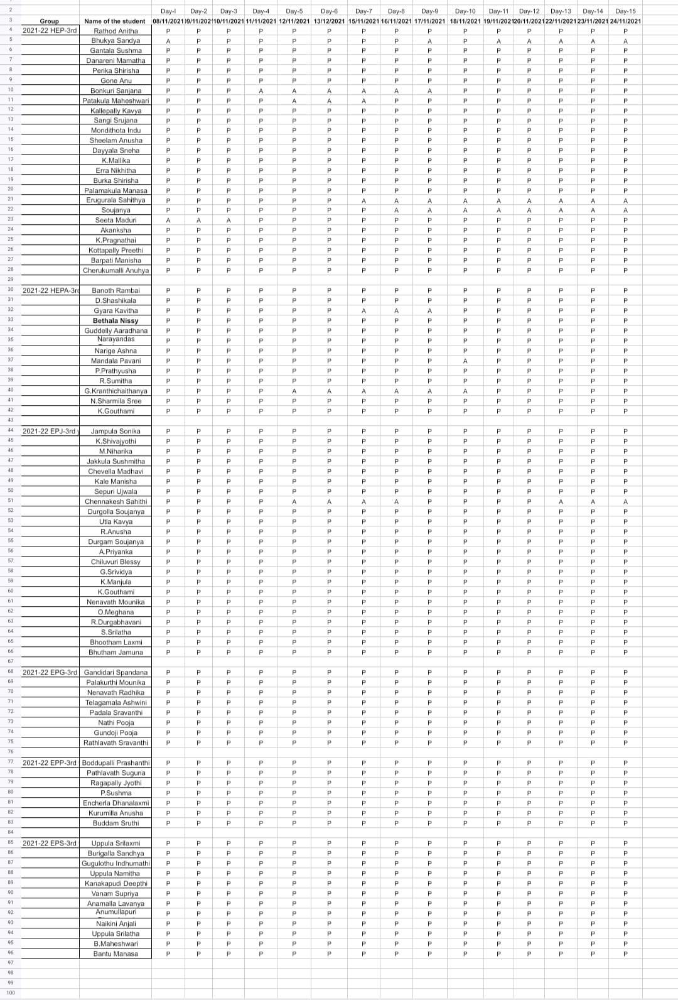 2 Day-I Day-2 Day-3 Day-4 Day-5 Day-6 Day-7 Day-8 Day-9 Day-10 Day-11 Day-12 Day-13 Day-14 Day-15
3 Group Name of the student 08/11/2021 )9/11/202 10/11/2021 11/11/2021 12/11/2021 13/12/2021 15/11/2021 16/11/2021 17/11/2021 18/11/2021 19/11/2021 20/11/2021 22/11/2021 23/11/2021 24/11/2021
4 2021-22 HEP-3rd Rathod Anitha P P P P P P P P P P P P P P P
5 Bhukya Sandya A P P P P P P P A P A A A A A
6 Gantala Sushma P P P P P P P P P P P P P P P
7 Danareni Mamatha P P P P P P P P P P P P P P P
8 Perika Shirisha P P P P P P P P P P P P P P P
9 Gone Anu P P P P P P P P P P P P P P P
10 Bonkuri Sanjana P P P A A A A A A P P P P P P
11 Patakula Maheshwari P P P P A A A P P P P P P P P
12 Kallepally Kavya P P P P P P P P P P P P P P P
13 Sangi Srujana P P P P P P P P P P P P P P P
14 Mondithota Indu P P P P P P P P P P P P P P P
15 Sheelam Anusha P P P P P P P P P P P P P P P
16 Dayyala Sneha P P P P P P P P P P P P P P P
17 K.Mallika P P P P P P P P P P P P P P P
18 Erra Nikhitha P P P P P P P P P P P P P P P
19 Burka Shirisha P P P P P P P P P P P P P P P
20 Palamakula Manasa P P P P P P P P P P P P P P P
21 Erugurala Sahithya P P P P P P A A A A A A A A A
22 Soujanya P P P P P P P A A A A A A A A
23 Seeta Maduri A A A P P P P P P P P P P P P
24 Akanksha P P P P P P P P P P P P P P P
25 K.Pragnathai P P P P P P P P P P P P P P P
26 Kottapally Preethi P P P P P P P P P P P P P P P
27 Barpati Manisha P P P P P P P P P P P P P P P
28 Cherukumalli Anuhya P P P P P P P P P P P P P P P
29
30 2021-22 HEPA-3rd Banoth Rambai P P P P P P P P P P P P P P P
31 D.Shashikala P P P P P P P P P P P P P P P
32 Gyara Kavitha P P P P P P A A A P P P P P P
33 Bethala Nissy P P P P P P P P P P P P P P P
34 Guddelly Aaradhana P P P P P P P P P P P P P P P
35 Narayandas P P P P P P P P P P P P P P P
36 Narige Ashna P P P P P P P P P P P P P P P
37 Mandala Pavani P P P P P P P P P A P P P P P
38 P.Prathyusha P P P P P P P P P P P P P P P
39 R.Sumitha P P P P P P P P P P P P P P P
40 G.Kranthichaithanya P P P P A A A A A A P P P P P
41 N.Sharmila Sree P P P P P P P P P P P P P P P
42 K.Gouthami P P P P P P P P P P P P P P P
43
44 2021-22 EPJ-3rd y Jampula Sonika P P P P P P P P P P P P P P P
45 K.Shivajyothi P P P P P P P P P P P P P P P
46 M.Niharika P P P P P P P P P P P P P P P
47 Jakkula Sushmitha P P P P P P P P P P P P P P P
48 Chevella Madhavi P P P P P P P P P P P P P P P
49 Kale Manisha P P P P P P P P P P P P P P P
50 Sepuri Ujwala P P P P P P P P P P P P P P P
51 Chennakesh Sahithi P P P P A A A A P P P P A A A
52 Durgolla Soujanya P P P P P P P P P P P P P P P
53 Utla Kavya P P P P P P P P P P P P P P P
54 R.Anusha P P P P P P P P P P P P P P P
55 Durgam Soujanya P P P P P P P P P P P P P P P
56 A.Priyanka P P P P P P P P P P P P P P P
57 Chiluvuri Blessy P P P P P P P P P P P P P P P
58 G.Srividya P P P P P P P P P P P P P P P
59 K.Manjula P P P P P P P P P P P P P P P
60 K.Gouthami P P P P P P P P P P P P P P P
61 Nenavath Mounika P P P P P P P P P P P P P P P
62 O.Meghana P P P P P P P P P P P P P P P
63 R.Durgabhavani P P P P P P P P P P P P P P P
64 S.Srilatha P P P P P P P P P P P P P P P
65 Bhootham Laxmi P P P P P P P P P P P P P P P
66 Bhutham Jamuna P P P P P P P P P P P P P P P
67
68 2021-22 EPG-3rd Gandidari Spandana P P P P P P P P P P P P P P P
69 Palakurthi Mounika P P P P P P P P P P P P P P P
70 Nenavath Radhika P P P P P P P P P P P P P P P
71 Telagamala Ashwini P P P P P P P P P P P P P P P
72 Padala Sravanthi P P P P P P P P P P P P P P P
73 Nathi Pooja P P P P P P P P P P P P P P P
74 Gundoji Pooja P P P P P P P P P P P P P P P
75 Rathlavath Sravanthi P P P P P P P P P P P P P P P
76
77 2021-22 EPP-3rd Boddupalli Prashanthi P P P P P P P P P P P P P P P
78 Pathlavath Suguna P P P P P P P P P P P P P P P
79 Ragapally Jyothi P P P P P P P P P P P P P P P
80 P.Sushma P P P P P P P P P P P P P P P
81 Encherla Dhanalaxmi P P P P P P P P P P P P P P P
82 Kurumilla Anusha P P P P P P P P P P P P P P P
83 Buddam Sruthi P P P P P P P P P P P P P P P
84
85 2021-22 EPS-3rd Uppula Srilaxmi P P P P P P P P P P P P P P P
86 Burigalla Sandhya P P P P P P P P P P P P P P P
87 Gugulothu Indhumathi P P P P P P P P P P P P P P P
88 Uppula Namitha P P P P P P P P P P P P P P P
89 Kanakapudi Deepthi P P P P P P P P P P P P P P P
90 Vanam Supriya P P P P P P P P P P P P P P P
91 Anamalla Lavanya P P P P P P P P P P P P P P P
92 Anumullapuri P P P P P P P P P P P P P P P
93 Naikini Anjali P P P P P P P P P P P P P P P
94 Uppula Srilatha P P P P P P P P P P P P P P P
95 B.Maheshwari P P P P P P P P P P P P P P P
96 Bantu Manasa P P P P P P P P P P P P P P P
97
98
99
100